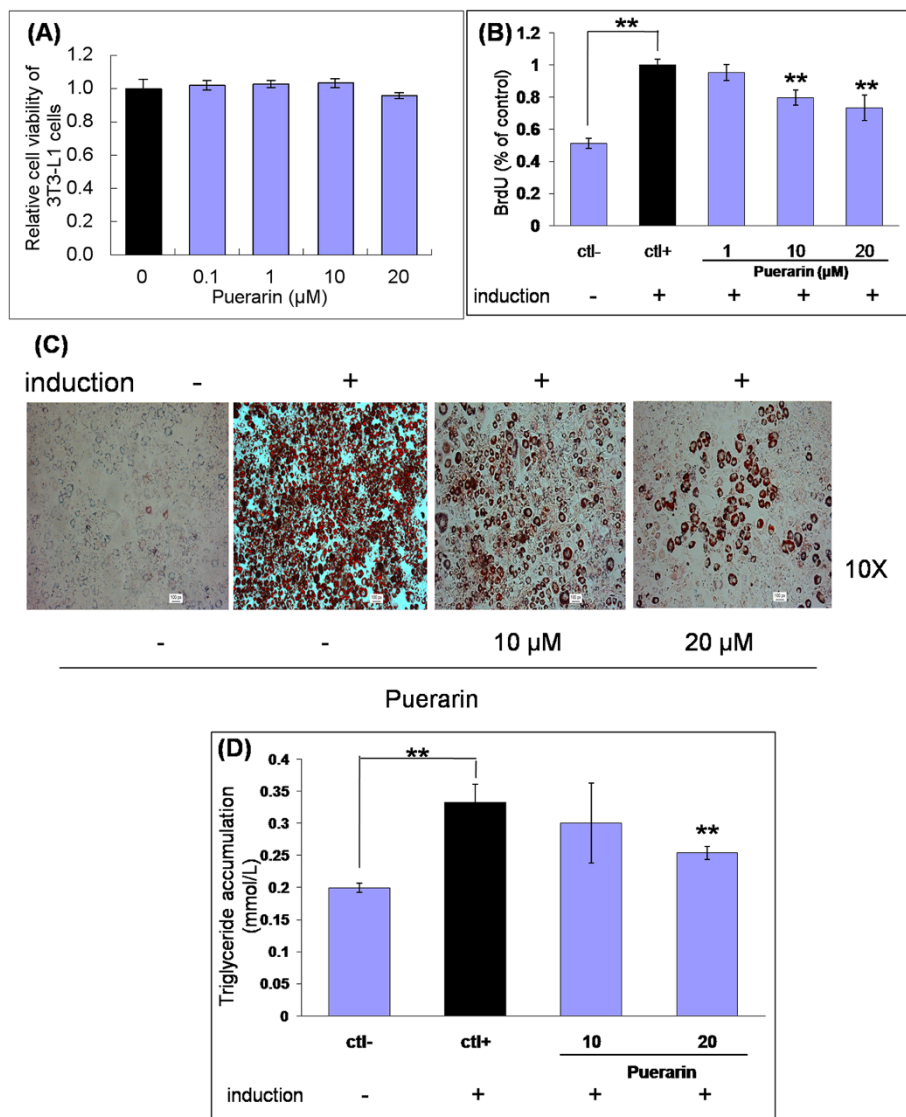 (A)
1.2
1.0
0.8
0.6
0.4
0.2
0.0
Relative cell viability of
3T3-L1 cells
0 0.1 1 10 20
Puerarin (µM)
(B)
**
** **
1.2
1
0.8
0.6
0.4
0.2
0
BrdU (% of control)
ctl- ctl+ 1 10 20
Puerarin (µM)
induction - + + + +
(C)
induction - + + +
10X
- - 10 µM 20 µM
Puerarin
(D)
**
**
0.4
0.35
0.3
0.25
0.2
0.15
0.1
0.05
0
Triglyceride accumulation
(mmol/L)
ctl- ctl+ 10 20
Puerarin
induction - + + +